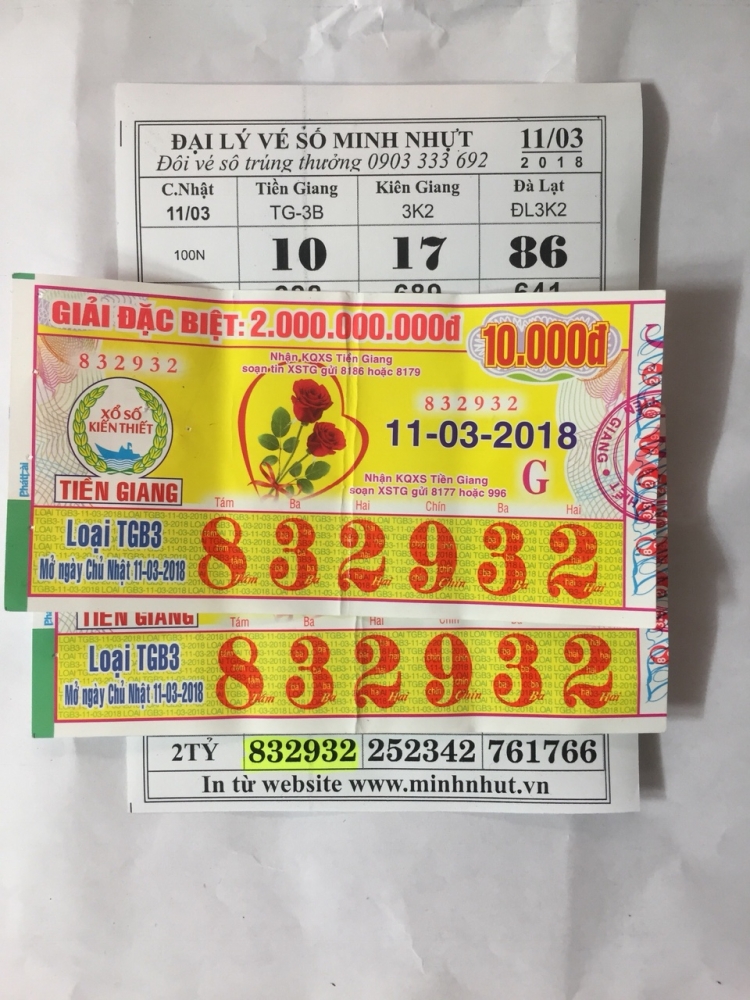 ĐẠI LÝ VÉ SỐ MINH NHỰT 11/03
Đổi vé số trúng thưởng 0903 333 692 2018
C.Nhật Tiền Giang Kiên Giang Đà Lạt
11/03 TG-3B 3K2 ĐL3K2
100N 10 17 86
GIẢI ĐẶC BIỆT: 2.000.000.000đ 10.000đ
832932
Nhận KQXS Tiền Giang
soạn tin XSTG gửi 8186 hoặc 8179
832932
XỔ SỐ
KIẾN THIẾT
11-03-2018
G
TIỀN GIANG
Nhận KQXS Tiền Giang
soạn XSTG gửi 8177 hoặc 996
Tám Ba Hai Chín Ba Hai
Loại TGB3
Mở ngày Chủ Nhật 11-03-2018
832932
TIỀN GIANG
Tám Ba Hai Chín Ba Hai
Loại TGB3
Mở ngày Chủ Nhật 11-03-2018
832932
2TỶ 832932 252342 761766
In từ website www.minhnhut.vn